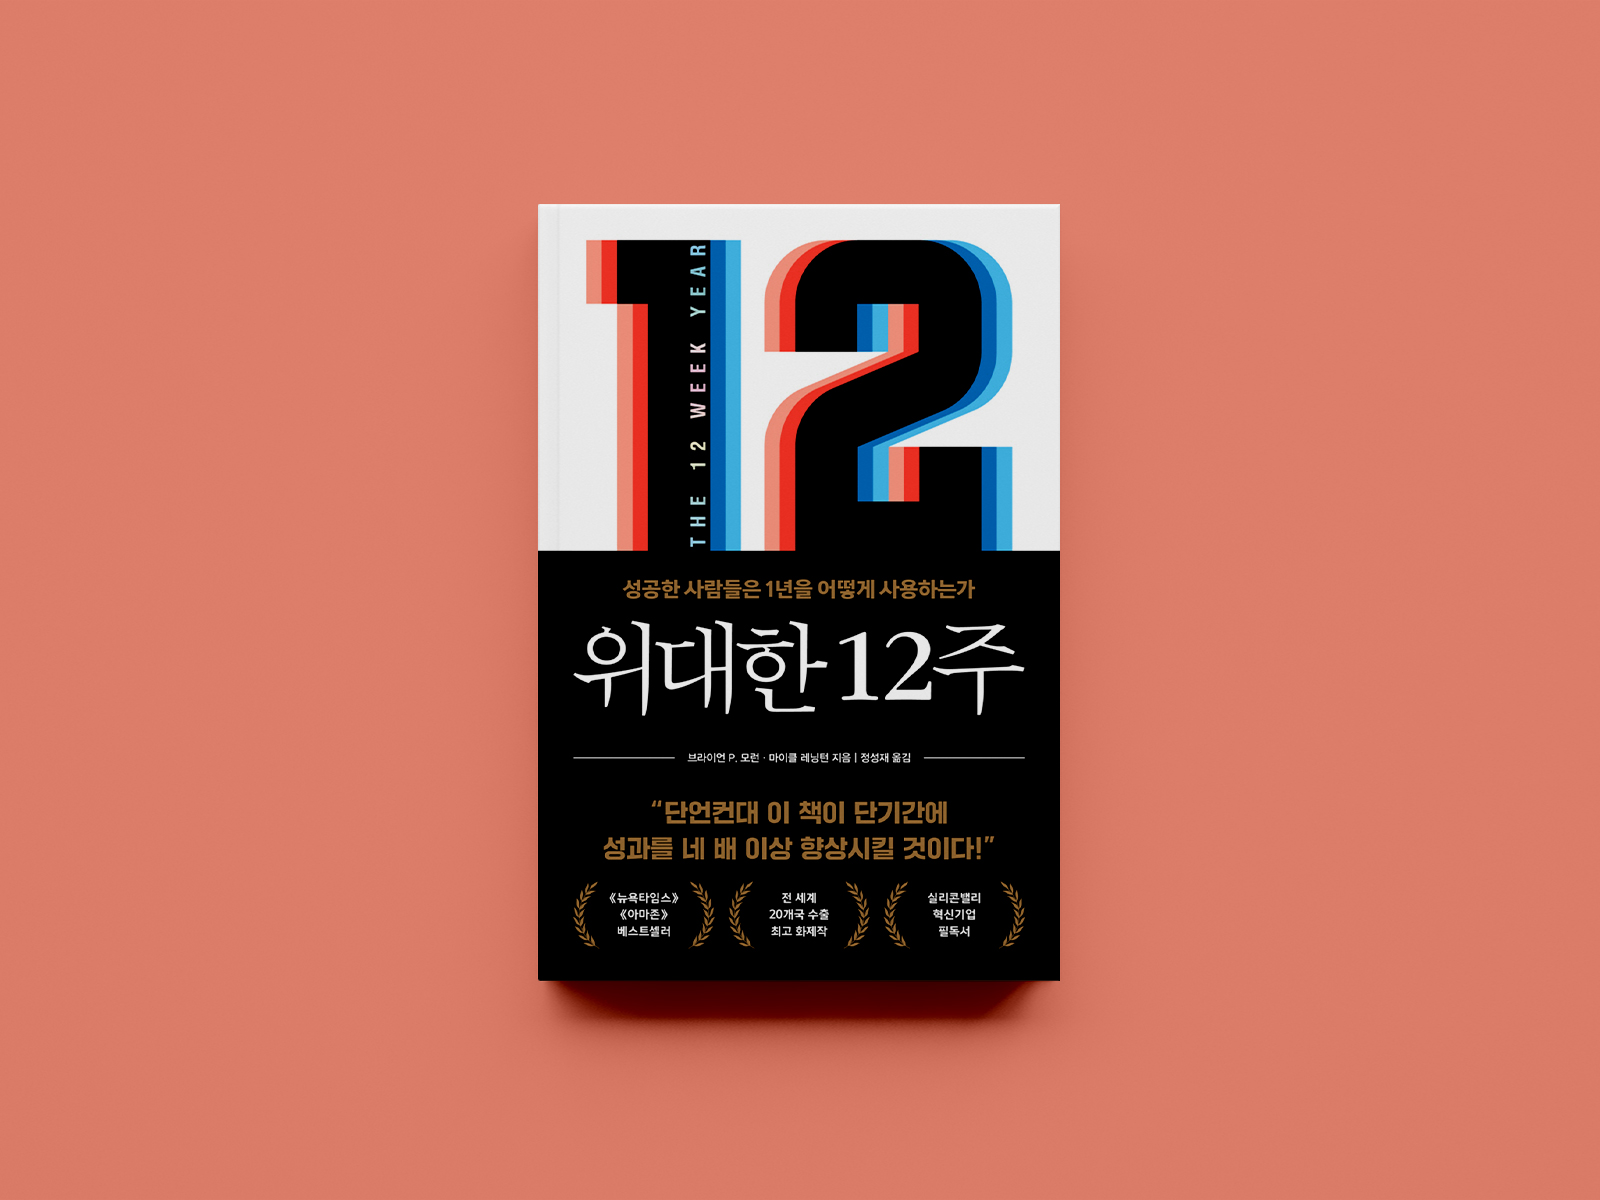 12
THE 12 WEEK YEAR
성공한 사람들은 1년을 어떻게 사용하는가
위대한 12주
브라이언 P. 모런 · 마이클 레닝턴 지음 | 정성재 옮김
“단언컨대 이 책이 단기간에
성과를 네 배 이상 향상시킬 것이다!”
《뉴욕타임스》
《아마존》
베스트셀러
전 세계
20개국 수출
최고 화제작
실리콘밸리
혁신기업
필독서